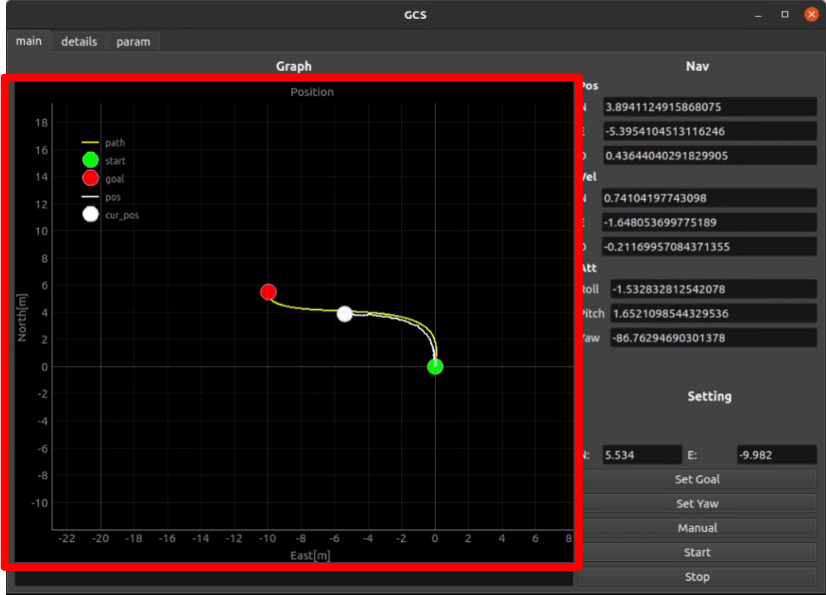 GCS
main details param
Graph
Position
18
16
14
12
10
8
6
4
2
0
-2
-4
-6
-8
-10
North[m]
path
start
goal
pos
cur_pos
-22 -20 -18 -16 -14 -12 -10 -8 -6 -4 -2 0 2 4 6 8
East[m]
Nav
Pos
N 3.8941124915868075
E -5.3954104513116246
D 0.43644040291829905
Vel
N 0.74104197743098
E -1.648053699775189
D -0.21169957084371355
Att
Roll -1.532832812542078
Pitch 1.6521098544329536
Yaw -86.76294690301378
Setting
N: 5.534 E: -9.982
Set Goal
Set Yaw
Manual
Start
Stop